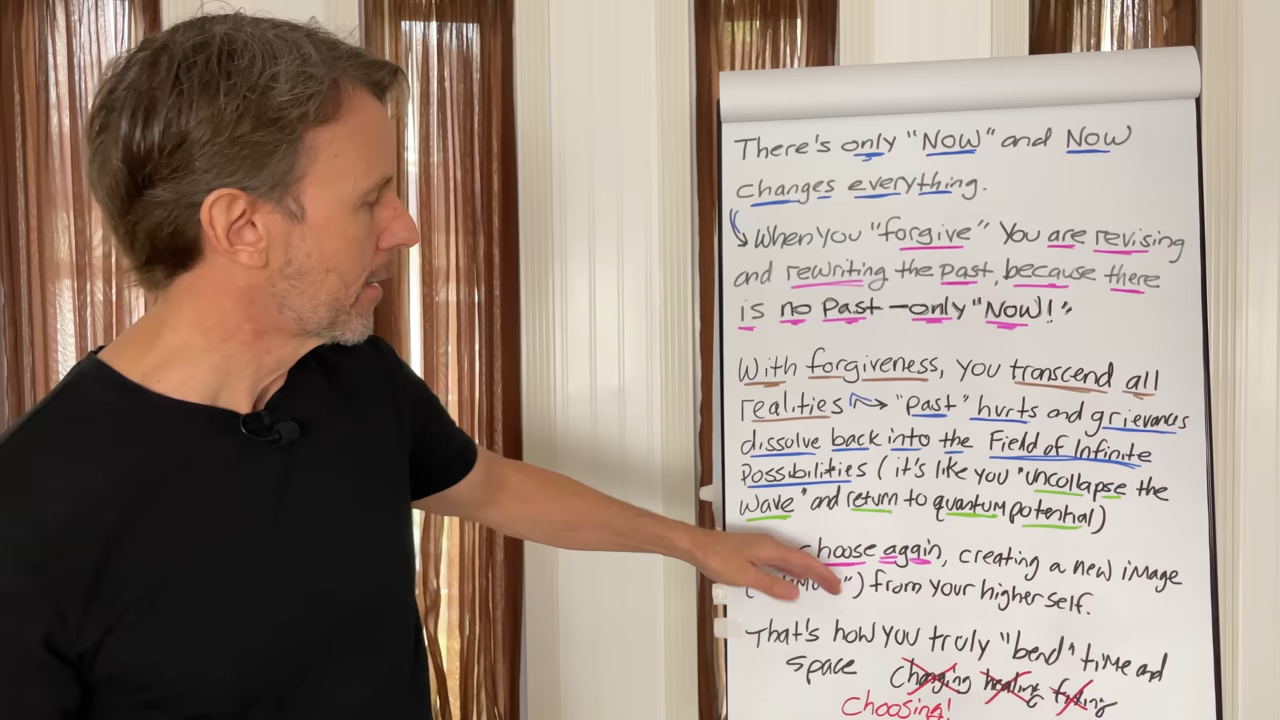 There's only "NOW" and NOW
changes everything.
When you "forgive" You are revising
and rewriting the Past, because there
is no Past - only "NOW!"
With forgiveness, you transcend all
realities → "Past" hurts and grievances
dissolve back into the Field of Infinite
Possibilities (it's like you "uncollapse the
wave" and return to quantum potential)
choose again, creating a new image
") from your higher self.
That's how you truly "bend" time and
space Changing healing fixing
Choosing!